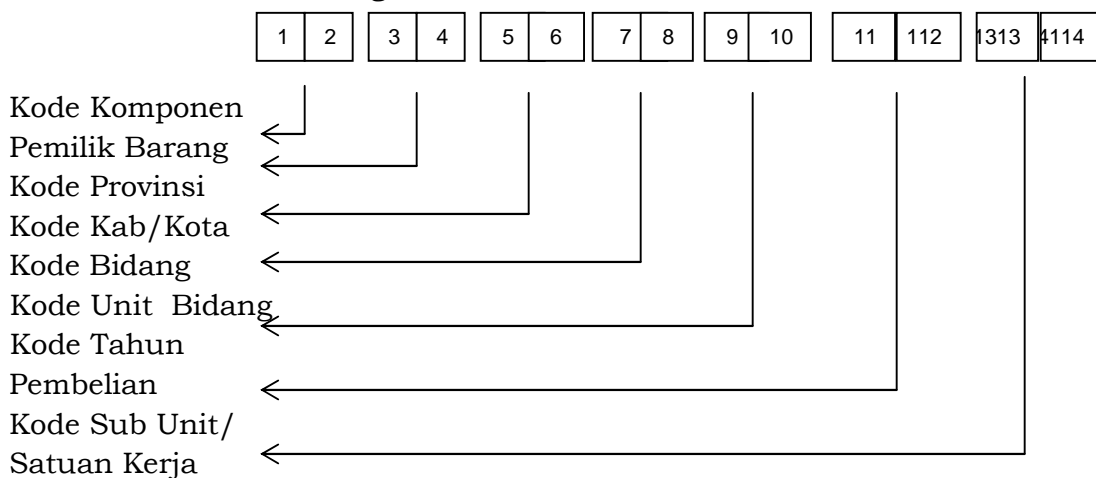 1 2 3 4 5 6 7 8 9 10 11 112 1313 4114
Kode Komponen
Pemilik Barang
Kode Provinsi
Kode Kab/Kota
Kode Bidang
Kode Unit Bidang
Kode Tahun
Pembelian
Kode Sub Unit/
Satuan Kerja